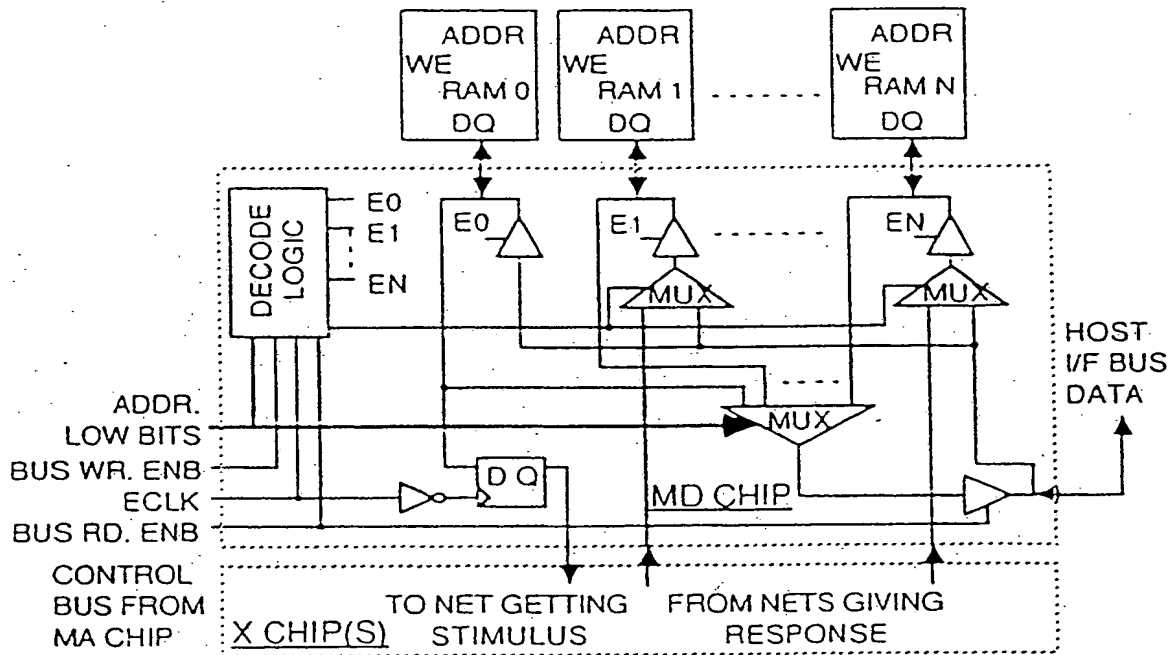 ADDR
WE
RAM 0
DQ
ADDR
WE
RAM 1
DQ
ADDR
WE
RAM N
DQ
DECODE
LOGIC
E0
E1
EN
E0
E1
EN
MUX
MUX
MUX
HOST
I/F BUS
DATA
ADDR.
LOW BITS
BUS WR. ENB
ECLK
BUS RD. ENB
D Q
MD CHIP
CONTROL
BUS FROM
MA CHIP
X CHIP(S)
TO NET GETTING
STIMULUS
FROM NETS GIVING
RESPONSE